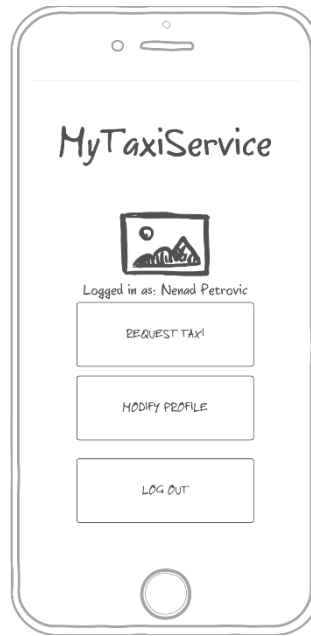 MyTaxiService
Logged in as: Nenad Petrovic
REQUEST TAXI
MODIFY PROFILE
LOG OUT